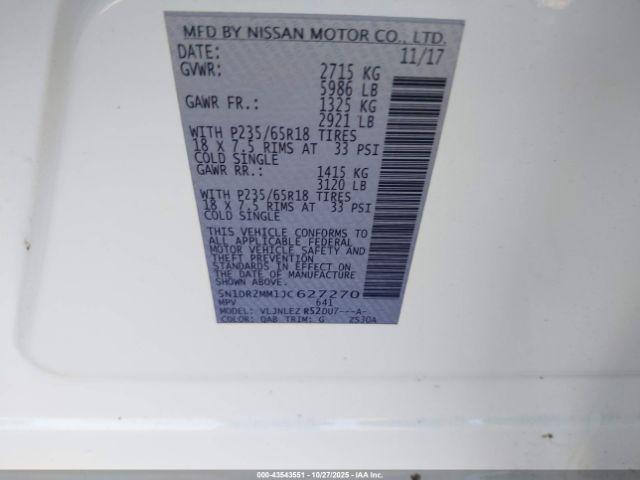 MFD BY NISSAN MOTOR CO., LTD.
DATE: 11/17
GVWR: 2715 KG
5986 LB
GAWR FR.: 1325 KG
2921 LB
WITH P235/65R18 TIRES
18 X 7.5 RIMS AT 33 PSI
COLD SINGLE
GAWR RR.: 1415 KG
3120 LB
WITH P235/65R18 TIRES
18 X 7.5 RIMS AT 33 PSI
COLD SINGLE
THIS VEHICLE CONFORMS TO
ALL APPLICABLE FEDERAL
MOTOR VEHICLE SAFETY AND
THEFT PREVENTION
STANDARDS IN EFFECT ON
THE DATE OF MANUFACTURE
5N1DR2MM1JC627270
MPV 641
MODEL: VLJNLEZ R52DU7---A-
COLOR: QAB TRIM: G ZS30A
000-43543551 | 10/27/2025 | IAA Inc.